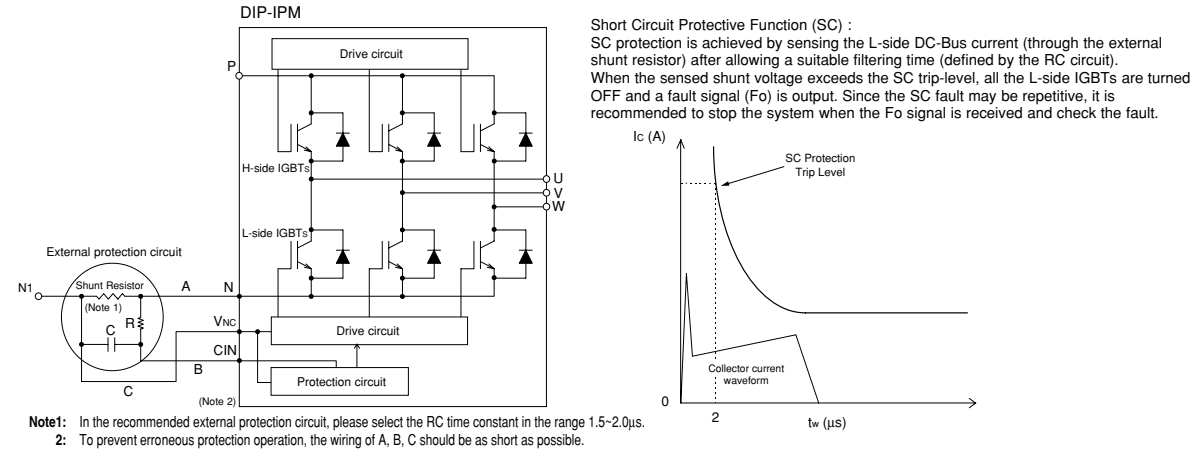 DIP-IPM
Drive circuit
P
H-side IGBTS
U
V
W
L-side IGBTS
External protection circuit
Shunt Resistor
A
N
N1
(Note 1)
VNC
R
C
Drive circuit
CIN
B
C
Protection circuit
(Note 2)
Note1: In the recommended external protection circuit, please select the RC time constant in the range 1.5~2.0µs.
2: To prevent erroneous protection operation, the wiring of A, B, C should be as short as possible.
Short Circuit Protective Function (SC) :
SC protection is achieved by sensing the L-side DC-Bus current (through the external
shunt resistor) after allowing a suitable filtering time (defined by the RC circuit).
When the sensed shunt voltage exceeds the SC trip-level, all the L-side IGBTs are turned
OFF and a fault signal (Fo) is output. Since the SC fault may be repetitive, it is
recommended to stop the system when the Fo signal is received and check the fault.
IC (A)
SC Protection
Trip Level
Collector current
waveform
0
2
tw (µs)